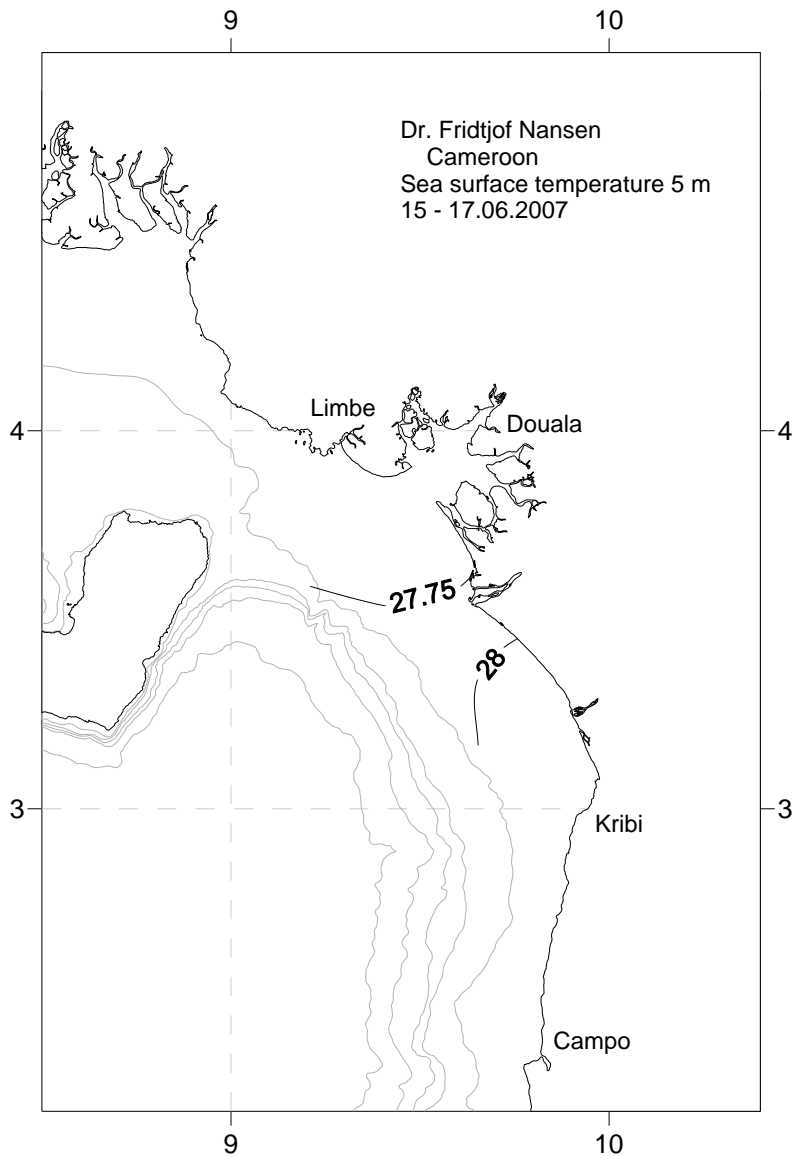 9 10
Dr. Fridtjof Nansen
Cameroon
Sea surface temperature 5 m
15 - 17.06.2007
Limbe
4 Douala 4
27.75
28
3 3
Kribi
Campo
9 10